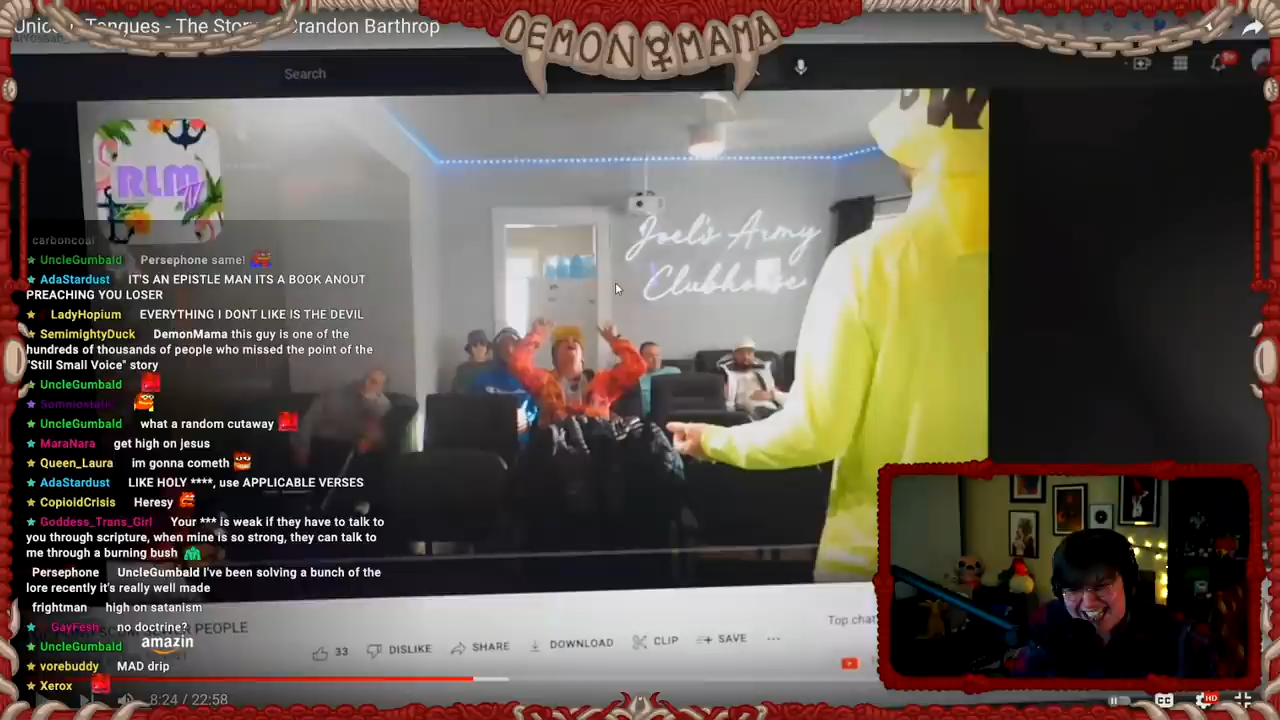 Tongues - The Stor
Brandon Barthrop
DEMON MAMA
Search
RLM
TV
Joel's Army
Clubhouse
carboncoal
UncleGumbald Persephone same!
AdaStardust IT'S AN EPISTLE MAN ITS A BOOK ANOUT
PREACHING YOU LOSER
LadyHopium EVERYTHING I DONT LIKE IS THE DEVIL
SemimightyDuck DemonMama this guy is one of the
hundreds of thousands of people who missed the point of the
"Still Small Voice" story
UncleGumbald
UncleGumbald what a random cutaway
MaraNara get high on jesus
Queen_Laura im gonna cometh
AdaStardust LIKE HOLY ****, use APPLICABLE VERSES
CopioidCrisis Heresy
Goddess_Trans_Girl Your *** is weak if they have to talk to
you through scripture, when mine is so strong, they can talk to
me through a burning bush
Persephone UncleGumbald I've been solving a bunch of the
lore recently it's really well made
frightman high on satanism
GayFesh no doctrine?
UncleGumbald amazin
vorebuddy MAD drip
Xerox
PEOPLE
33 DISLIKE SHARE DOWNLOAD CLIP SAVE ...
Top chat
8:24 / 22:58
CC HD